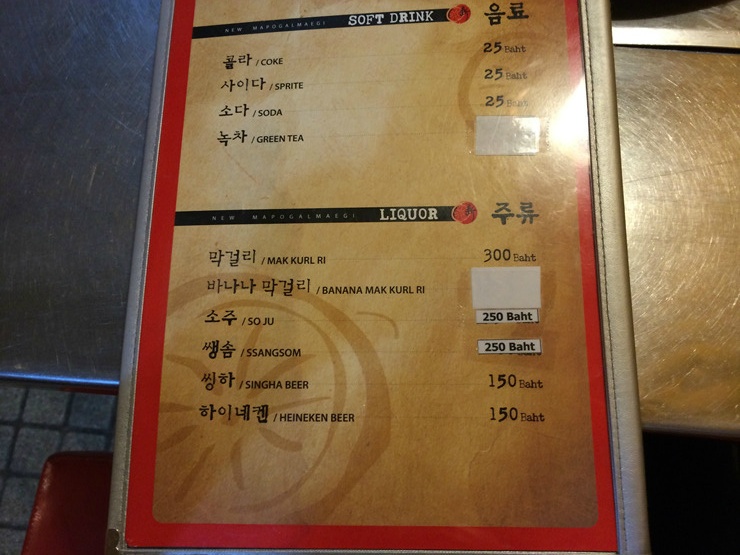 NEW MAPOGALMAEGI SOFT DRINK 음료
콜라 / COKE 25 Baht
사이다 / SPRITE 25 Baht
소다 / SODA 25 Baht
녹차 / GREEN TEA
NEW MAPOGALMAEGI LIQUOR 주류
막걸리 / MAK KURL RI 300 Baht
바나나 막걸리 / BANANA MAK KURL RI
소주 / SO JU 250 Baht
쌩솜 / SSANGSOM 250 Baht
씽하 / SINGHA BEER 150 Baht
하이네켄 / HEINEKEN BEER 150 Baht